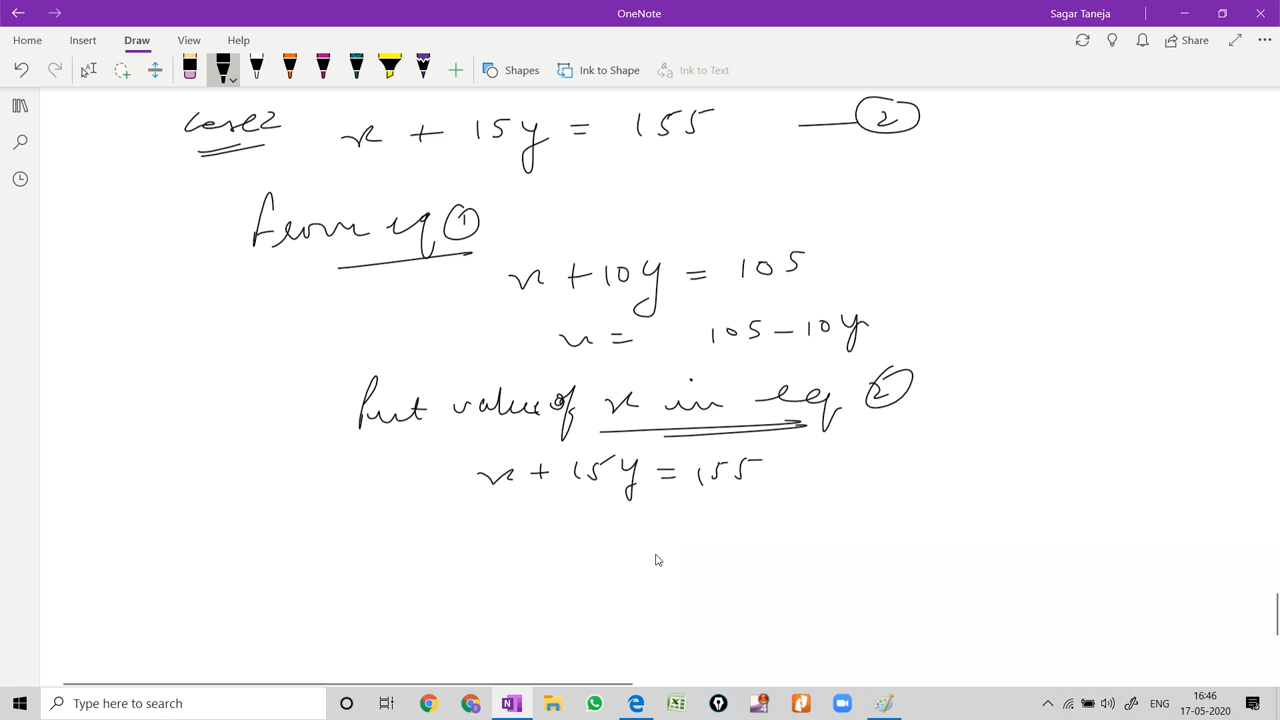 OneNote
Sagar Taneja
Home Insert Draw View Help
Share
Shapes Ink to Shape Ink to Text
Case2 x + 15y = 155 — 2
from eq 1
x + 10y = 105
x = 105 - 10y
Put value of x in eq 2
x + 15y = 155
Type here to search
ENG
16:46
17-05-2020